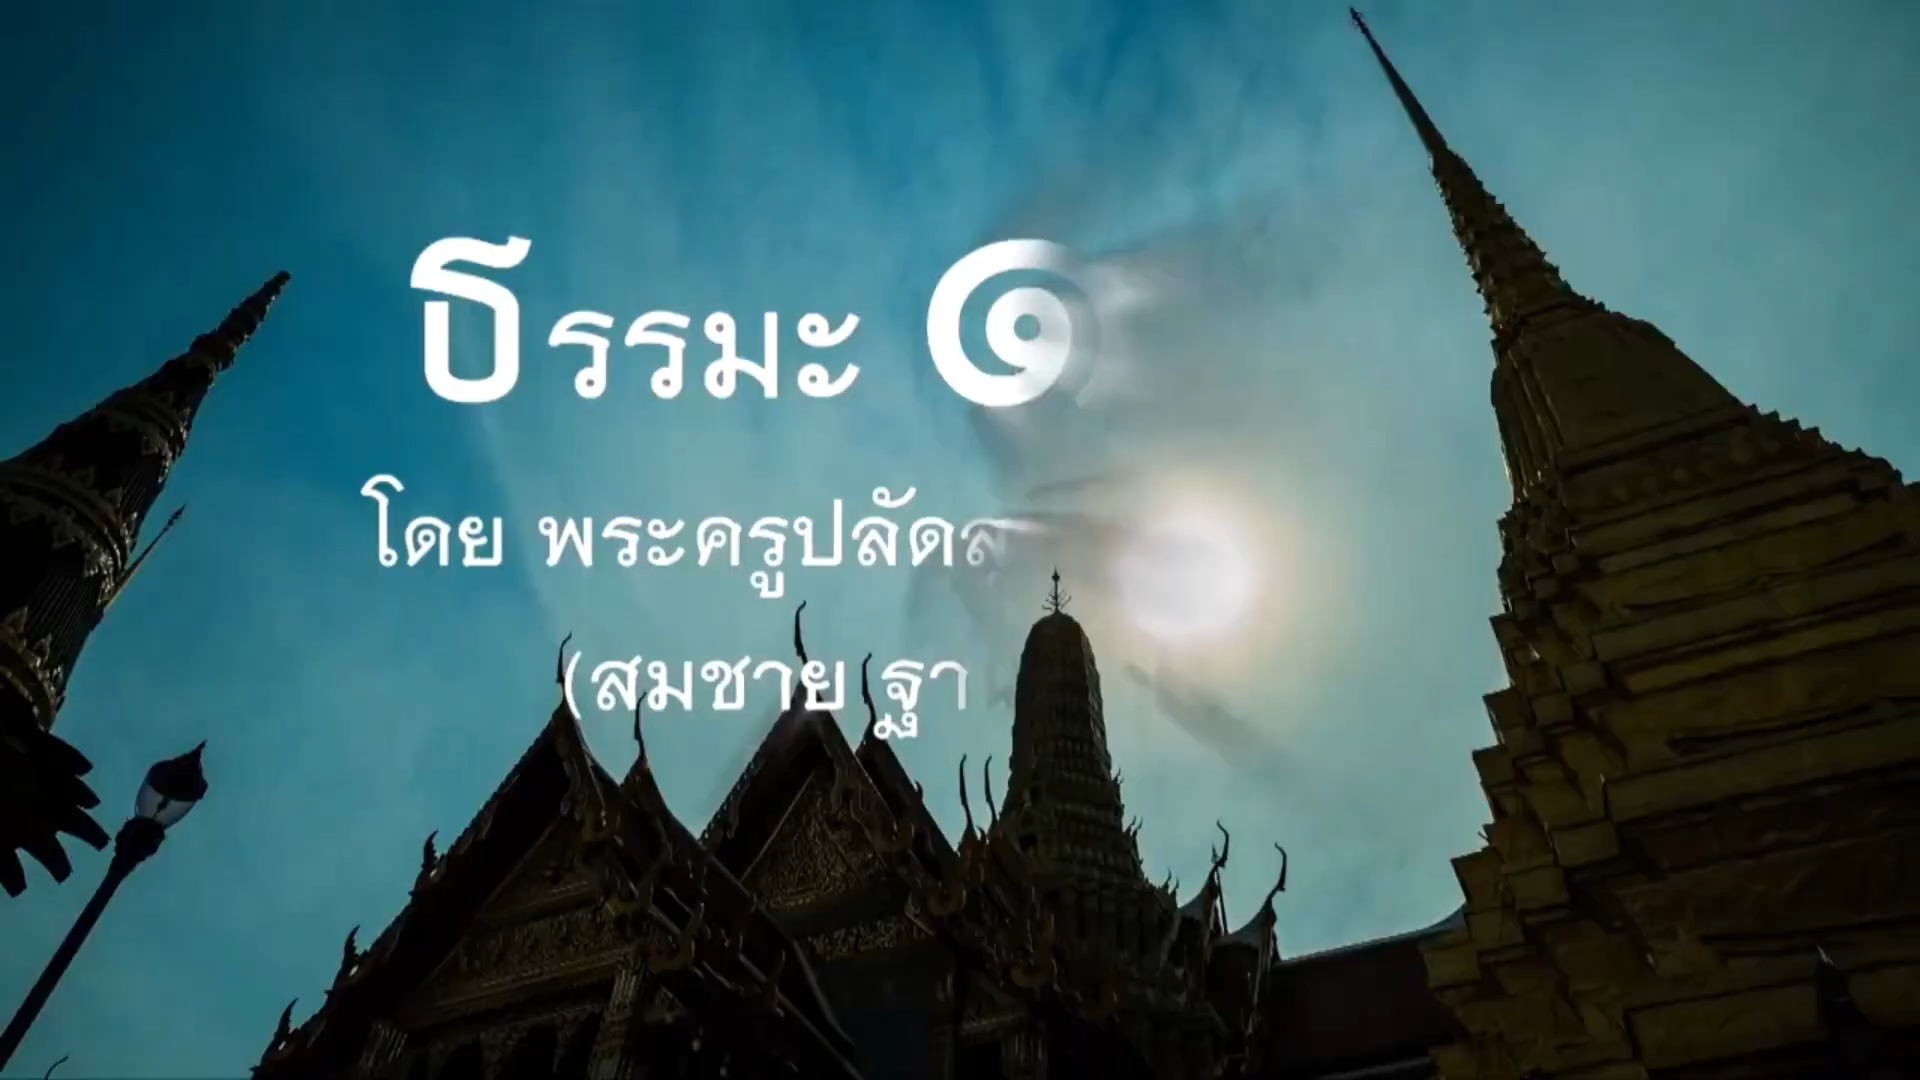 ธรรมะ ๑
โดย พระครูปลัด
(สมชาย ฐา